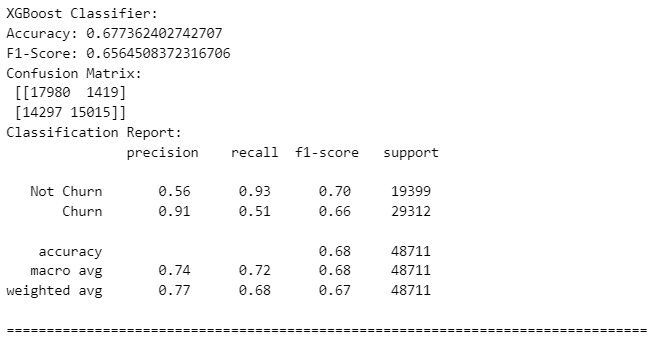 XGBoost Classifier:
Accuracy: 0.677362402742707
F1-Score: 0.6564508372316706
Confusion Matrix:
[[17980 1419]
[14297 15015]]
Classification Report:
precision recall f1-score support
Not Churn 0.56 0.93 0.70 19399
Churn 0.91 0.51 0.66 29312
accuracy 0.68 48711
macro avg 0.74 0.72 0.68 48711
weighted avg 0.77 0.68 0.67 48711
================================================================================